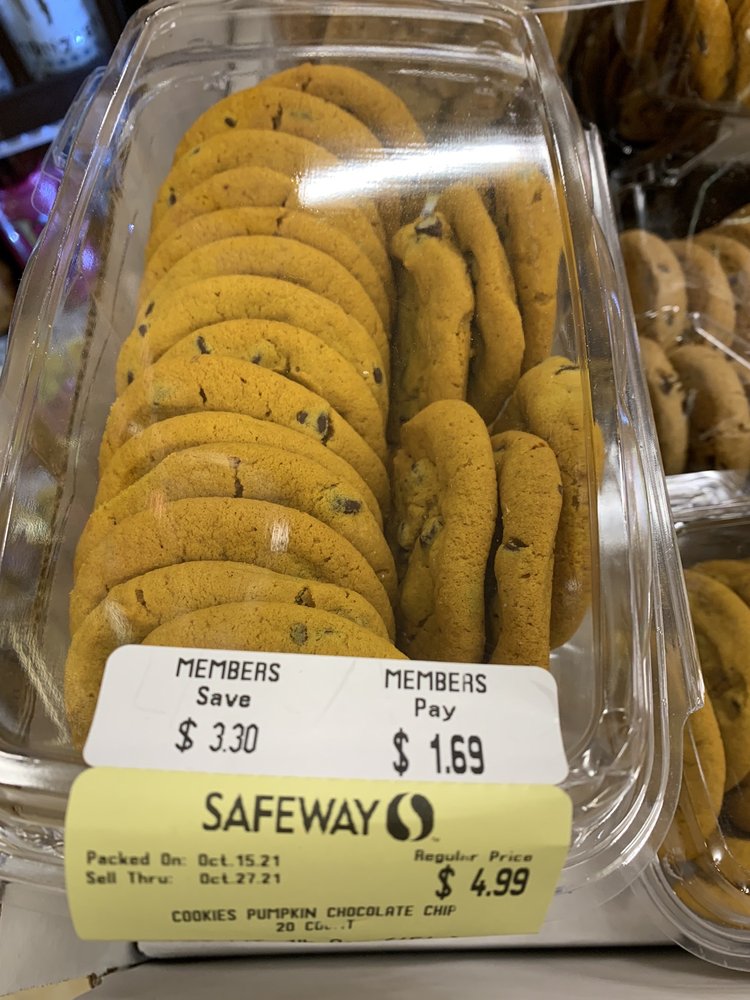 MEMBERS
Save
$ 3.30
MEMBERS
Pay
$ 1.69
SAFEWAY
Packed On: Oct.15.21
Sell Thru: Oct.27.21
Regular Price
$ 4.99
COOKIES PUMPKIN CHOCOLATE CHIP
20